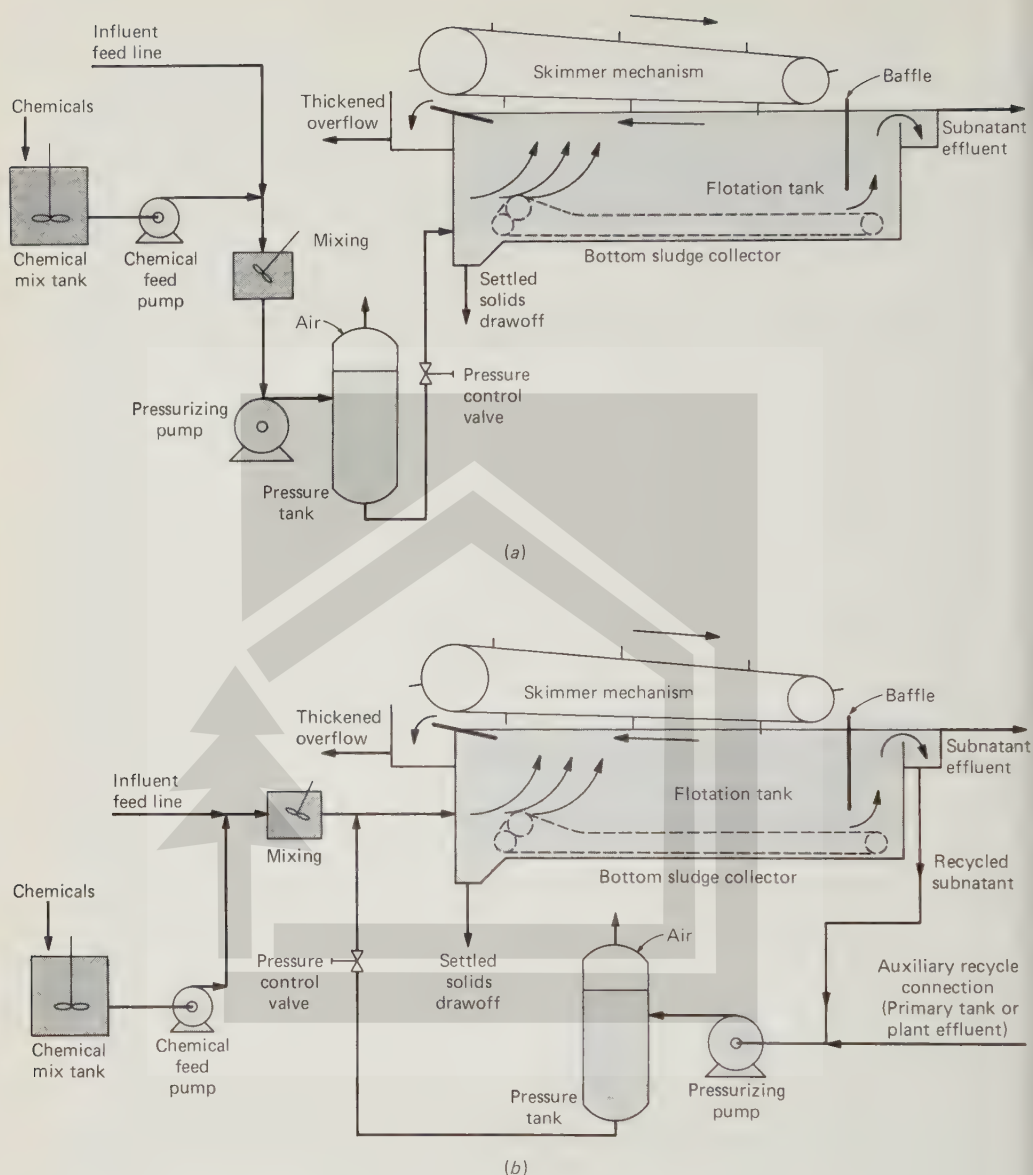 Influent
feed line
Chemicals
Chemical
mix tank
Chemical
feed
pump
Mixing
Pressurizing
pump
Air
Pressure
tank
Pressure
control
valve
Thickened
overflow
Skimmer mechanism
Baffle
Subnatant
effluent
Flotation tank
Bottom sludge collector
Settled
solids
drawoff
(a)
Skimmer mechanism
Baffle
Thickened
overflow
Subnatant
effluent
Influent
feed line
Mixing
Flotation tank
Bottom sludge collector
Recycled
subnatant
Chemicals
Chemical
mix tank
Chemical
feed
pump
Pressure
control
valve
Settled
solids
drawoff
Air
Pressure
tank
Pressurizing
pump
Auxiliary recycle
connection
(Primary tank or
plant effluent)
(b)